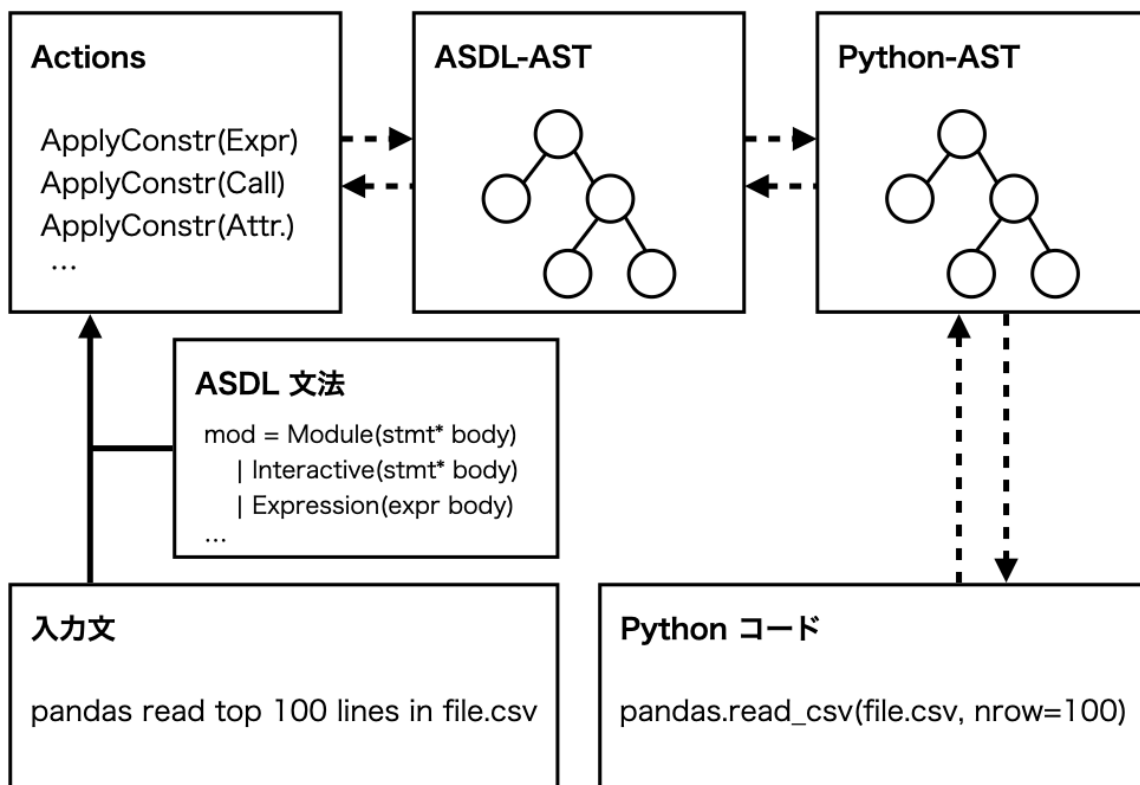 Actions
ApplyConstr(Expr)
ApplyConstr(Call)
ApplyConstr(Attr.)
...
ASDL-AST
Python-AST
ASDL 文法
mod = Module(stmt* body)
| Interactive(stmt* body)
| Expression(expr body)
...
入力文
pandas read top 100 lines in file.csv
Python コード
pandas.read_csv(file.csv, nrow=100)